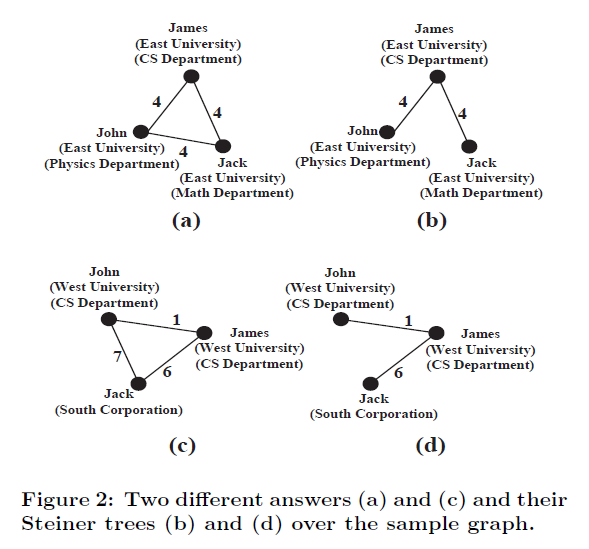 James
(East University)
(CS Department)
4
4
John
(East University)
(Physics Department)
4
Jack
(East University)
(Math Department)
(a)
James
(East University)
(CS Department)
4
4
John
(East University)
(Physics Department)
Jack
(East University)
(Math Department)
(b)
John
(West University)
(CS Department)
1
James
(West University)
(CS Department)
7
6
Jack
(South Corporation)
(c)
John
(West University)
(CS Department)
1
James
(West University)
(CS Department)
6
Jack
(South Corporation)
(d)
Figure 2: Two different answers (a) and (c) and their
Steiner trees (b) and (d) over the sample graph.